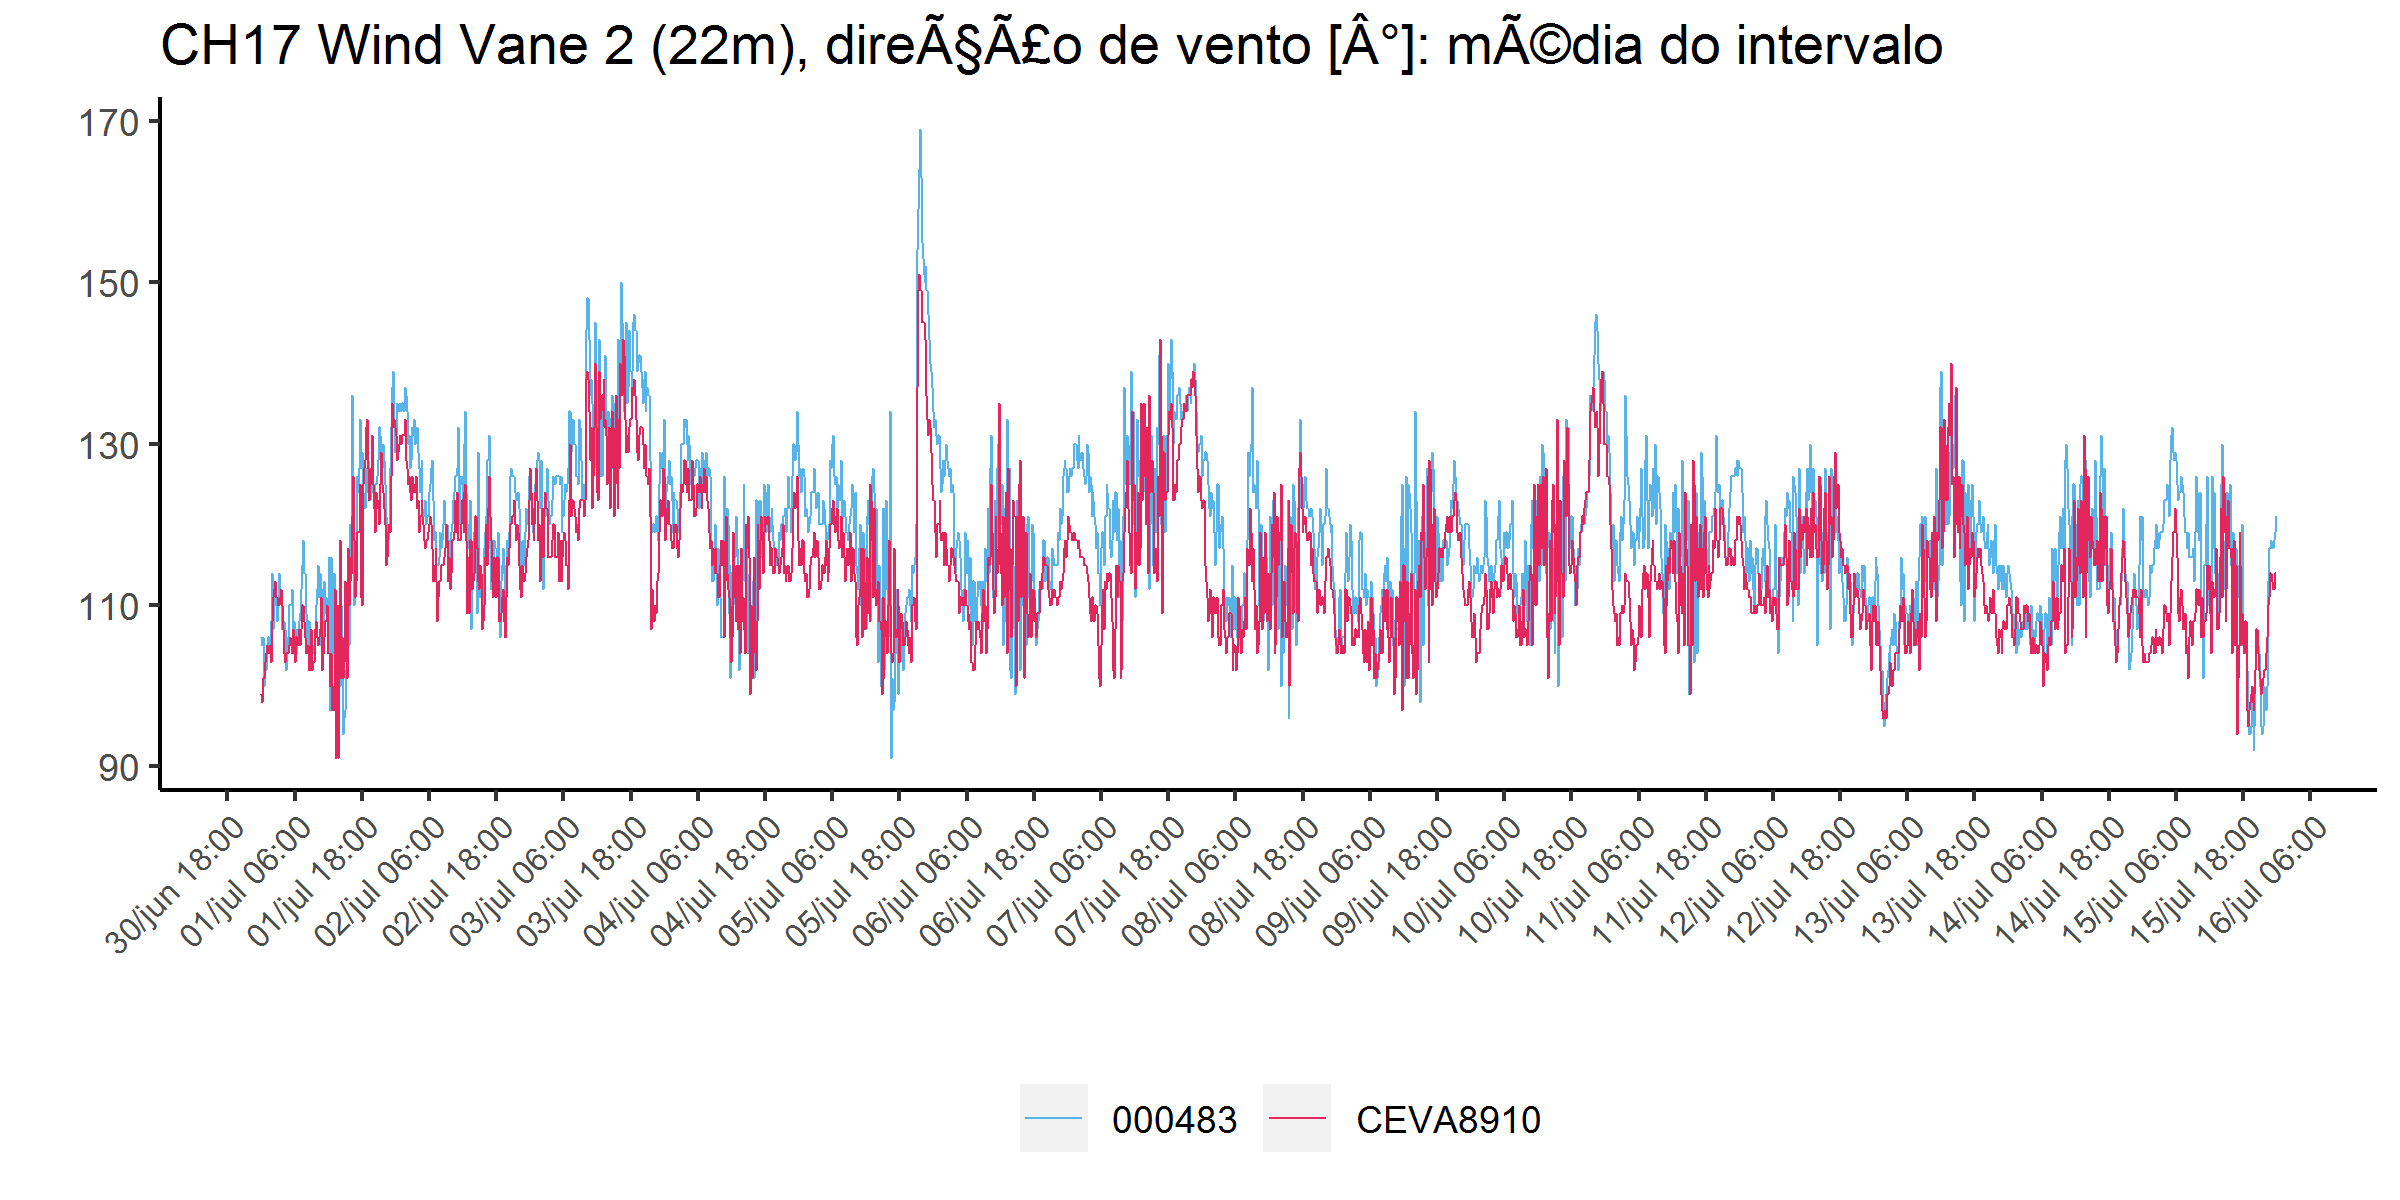 CH17 Wind Vane 2 (22m), direÃ§Ã£o de vento [Â°]: mÃ©dia do intervalo
170
150
130
110
90
30/jun 18:00
01/jul 06:00
01/jul 18:00
02/jul 06:00
02/jul 18:00
03/jul 06:00
03/jul 18:00
04/jul 06:00
04/jul 18:00
05/jul 06:00
05/jul 18:00
06/jul 06:00
06/jul 18:00
07/jul 06:00
07/jul 18:00
08/jul 06:00
08/jul 18:00
09/jul 06:00
09/jul 18:00
10/jul 06:00
10/jul 18:00
11/jul 06:00
11/jul 18:00
12/jul 06:00
12/jul 18:00
13/jul 06:00
13/jul 18:00
14/jul 06:00
14/jul 18:00
15/jul 06:00
15/jul 18:00
16/jul 06:00
000483
CEVA8910